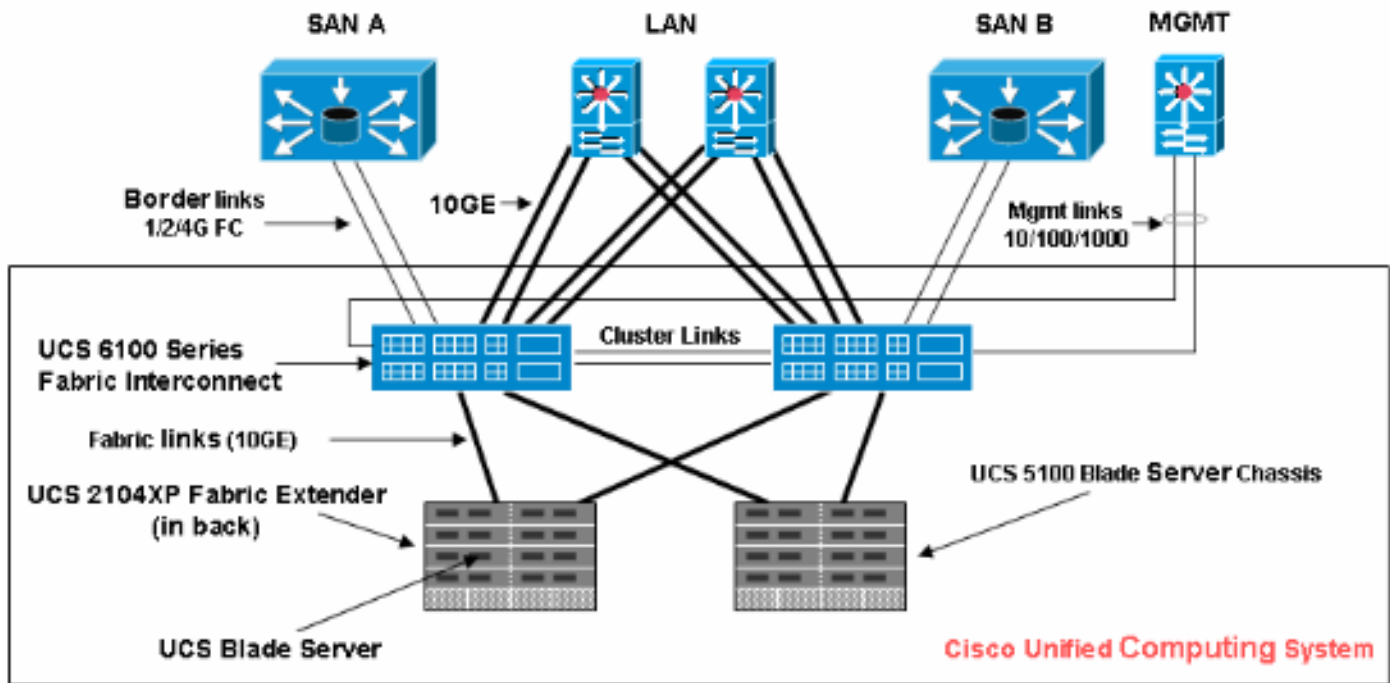 SAN A
LAN
SAN B
MGMT
Border links
1/2/4G FC
10GE
Mgmt links
10/100/1000
UCS 6100 Series
Fabric Interconnect
Cluster Links
Fabric links (10GE)
UCS 2104XP Fabric Extender
(in back)
UCS 5100 Blade Server Chassis
UCS Blade Server
Cisco Unified Computing System